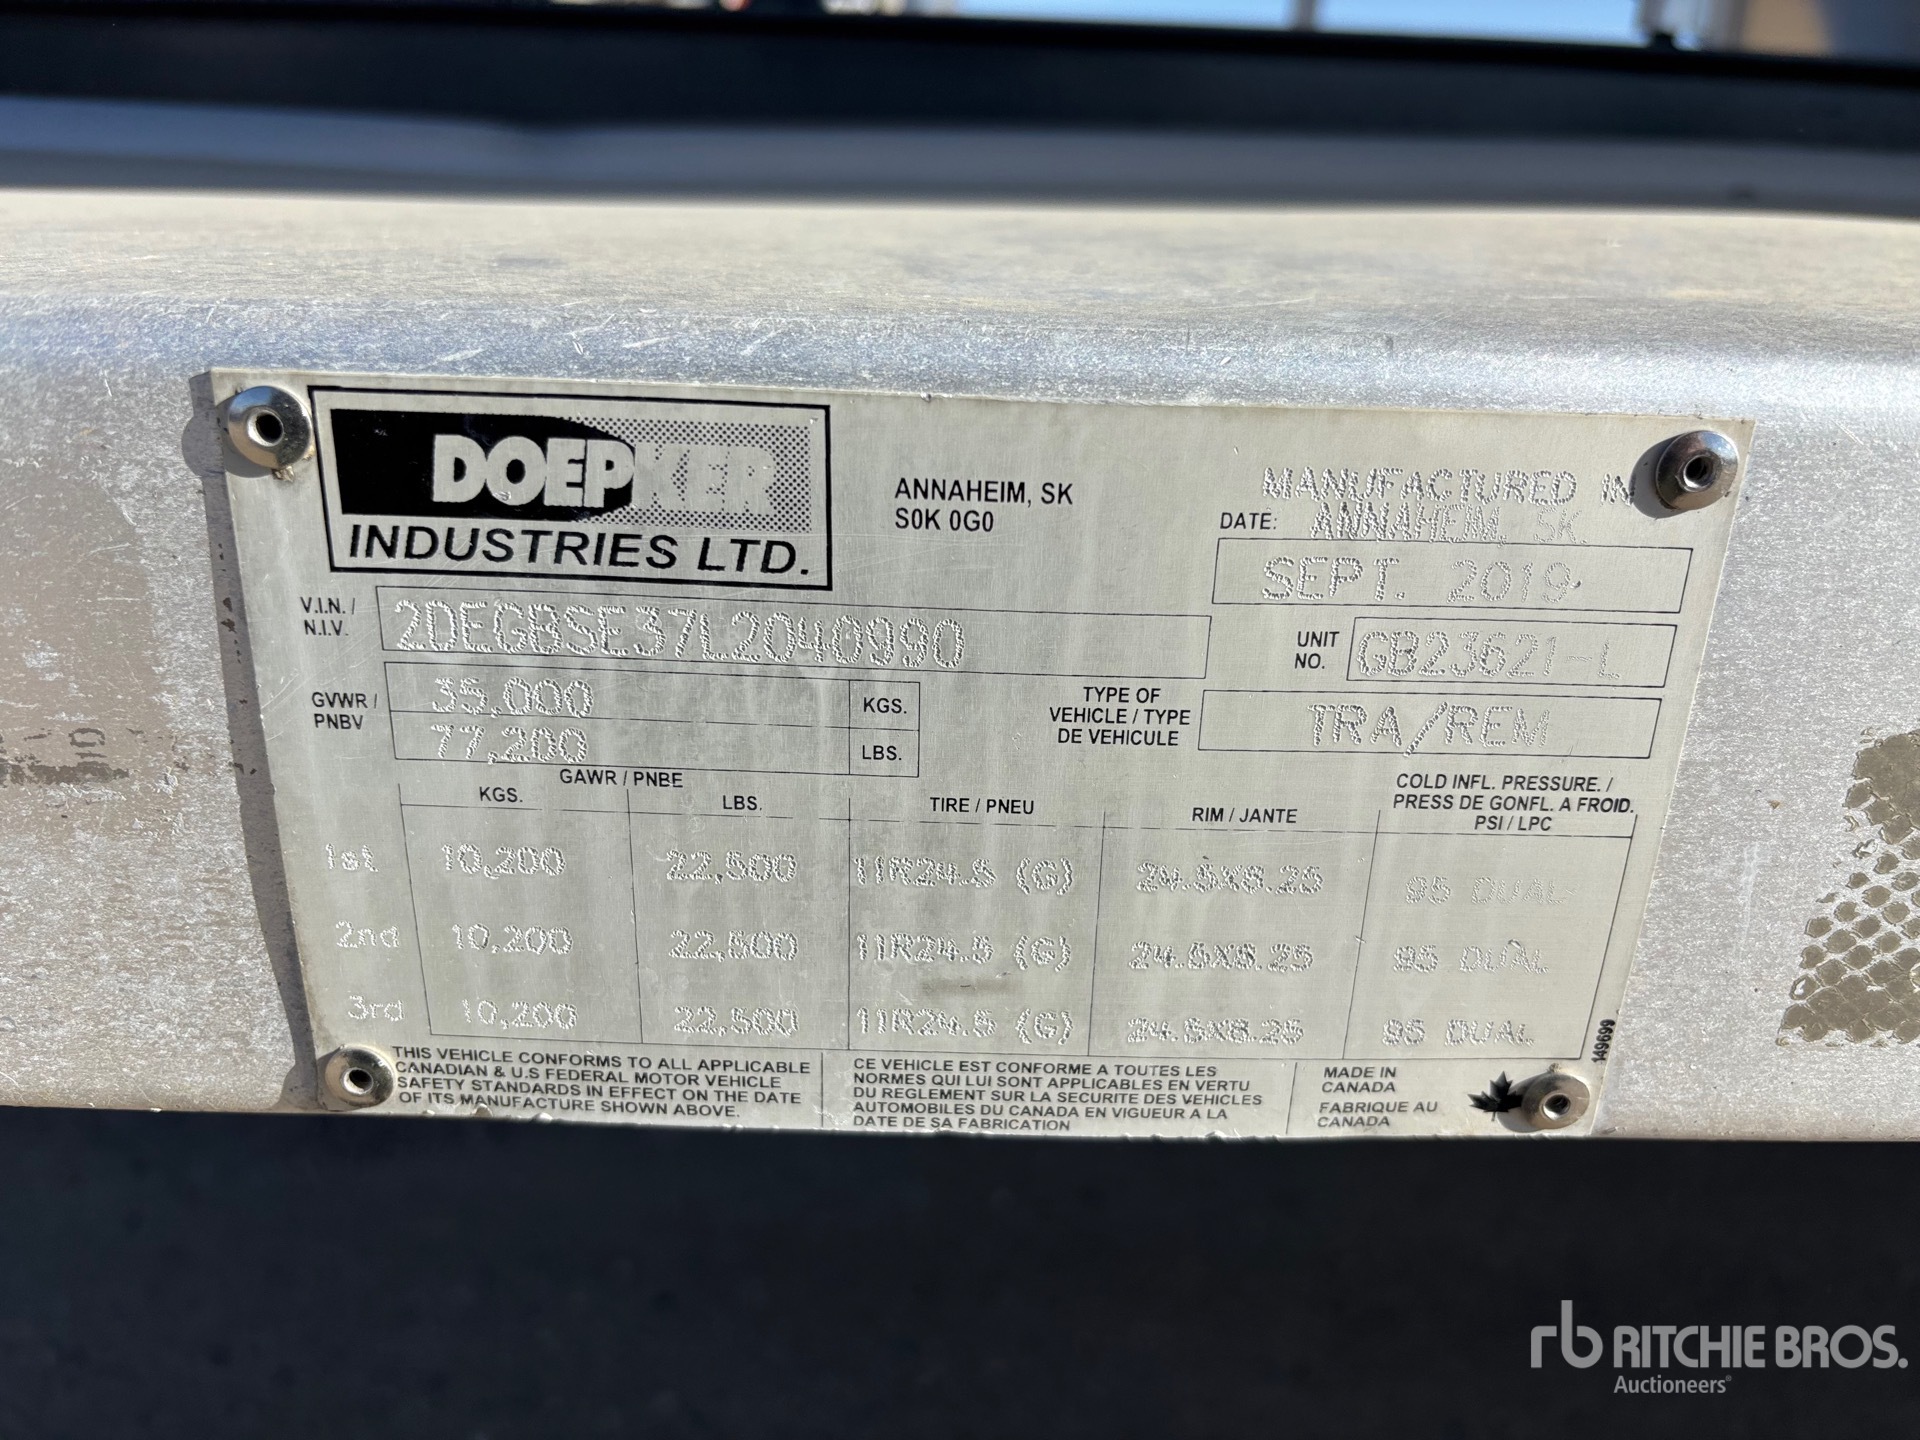 DOEPKER
INDUSTRIES LTD.
ANNAHEIM, SK
S0K 0G0
MANUFACTURED IN
DATE: ANNAHEIM, SK.
SEPT. 2019
V.I.N. / N.I.V. 2DEGBSE37L2040990
UNIT NO. GB23621-L
GVWR / PNBV 35,000 KGS.
77,200 LBS.
TYPE OF
VEHICLE / TYPE
DE VEHICULE
TRA/REM
GAWR / PNBE
KGS. LBS. TIRE / PNEU RIM / JANTE
COLD INFL. PRESSURE. /
PRESS DE GONFL. A FROID.
PSI / LPC
1st 10,200 22,500 11R24.5 (G) 24.5X8.25 95 DUAL
2nd 10,200 22,500 11R24.5 (G) 24.5X8.25 95 DUAL
3rd 10,200 22,500 11R24.5 (G) 24.5X8.25 95 DUAL
THIS VEHICLE CONFORMS TO ALL APPLICABLE
CANADIAN & U.S FEDERAL MOTOR VEHICLE
SAFETY STANDARDS IN EFFECT ON THE DATE
OF ITS MANUFACTURE SHOWN ABOVE.
CE VEHICLE EST CONFORME A TOUTES LES
NORMES QUI LUI SONT APPLICABLES EN VERTU
DU REGLEMENT SUR LA SECURITE DES VEHICLES
AUTOMOBILES DU CANADA EN VIGUEUR A LA
DATE DE SA FABRICATION
MADE IN
CANADA
FABRIQUE AU
CANADA
149699
rb RITCHIE BROS.
Auctioneers®